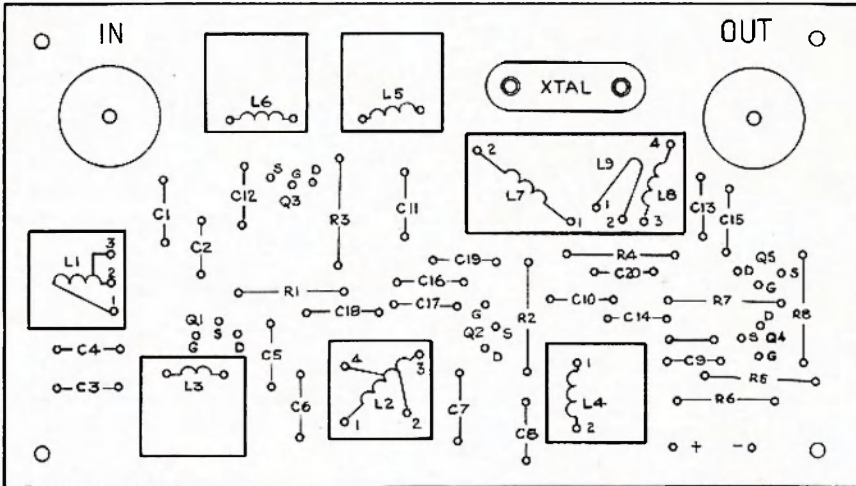 IN
OUT
L6
L5
XTAL
2
4
L9
L7
L8
1
1
2
3
S
G
D
Q3
C1
C12
R3
C11
C13
C15
C2
L1
3
2
1
C19
R4
C20
Q5
D
S
G
C16
R1
C17
C18
C10
R7
R2
C14
R8
Q1
S
G
D
G
Q2
S
D
D
S
Q4
G
C4
C5
C9
C3
L3
4
3
L2
1
2
1
L4
2
R5
C6
C7
C8
R6
+
-